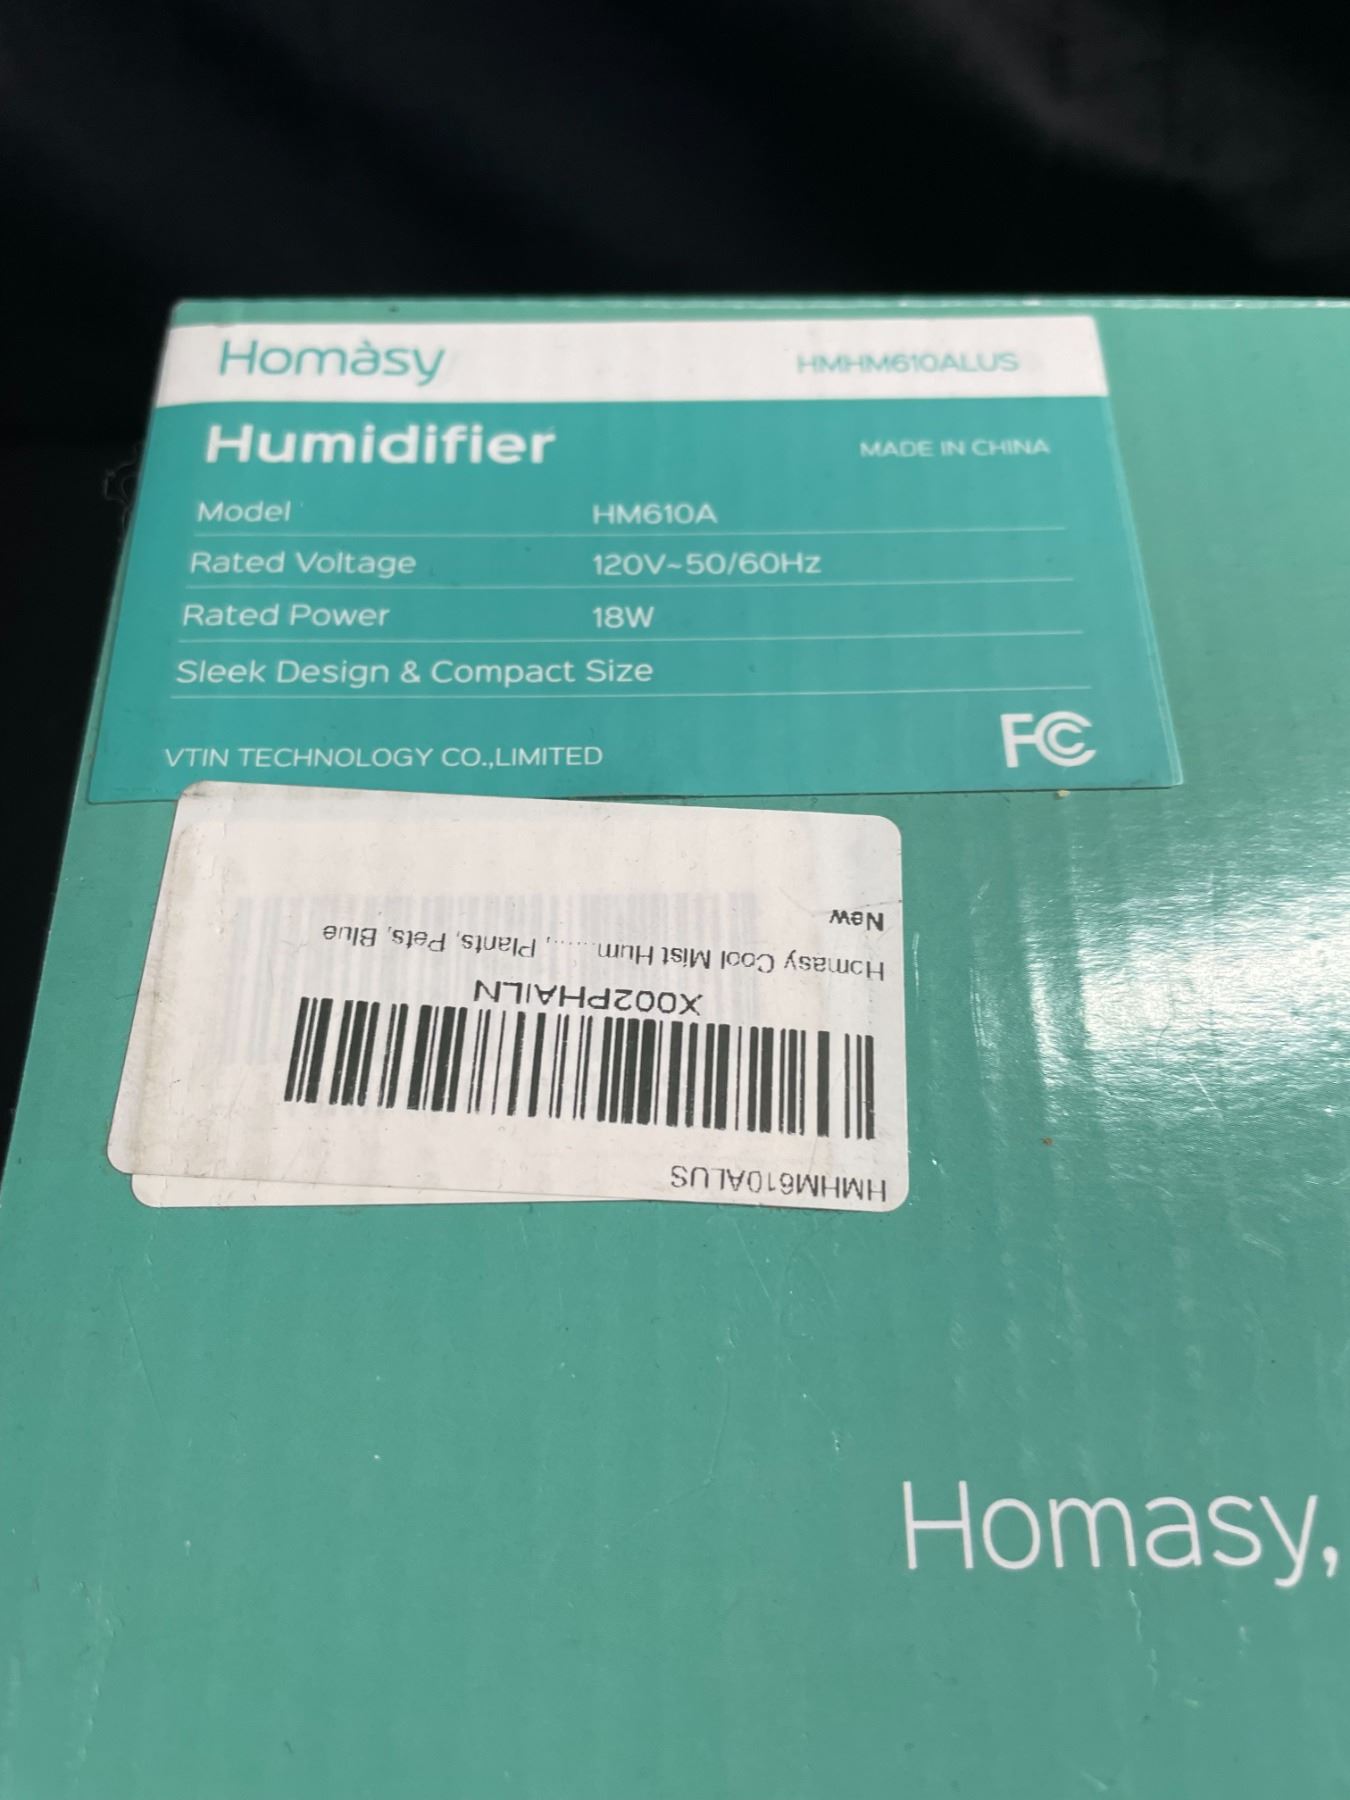 Homàsy
HMHM610ALUS
Humidifier
MADE IN CHINA
Model HM610A
Rated Voltage 120V~50/60Hz
Rated Power 18W
Sleek Design & Compact Size
VTIN TECHNOLOGY CO.,LIMITED
FC
HMHM610ALUS
X002PHAILN
Homasy Cool Mist Hum......., Plants, Pets, Blue
New
Homasy,